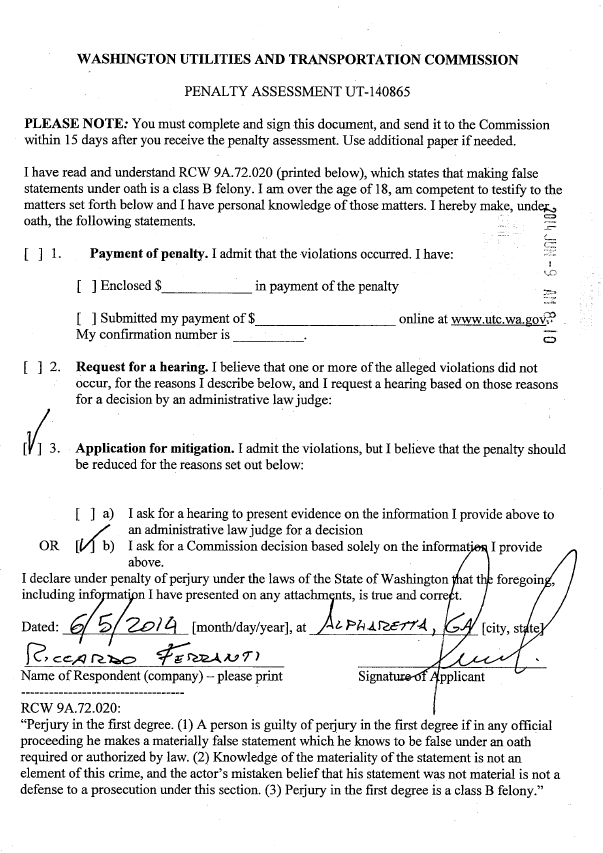 WASHINGTON UTILITIES AND TRANSPORTATION COMMISSION
PENALTY ASSESSMENT UT-140865
PLEASE NOTE: You must complete and sign this document, and send it to the Commission
within 15 days after you receive the penalty assessment. Use additional paper if needed.
I have read and understand RCW 9A.72.020 (printed below), which states that making false
statements under oath is a class B felony. I am over the age of 18, am competent to testify to the
matters set forth below and I have personal knowledge of those matters. I hereby make, under
oath, the following statements.
[ ] 1. Payment of penalty. I admit that the violations occurred. I have:
[ ] Enclosed $_____________ in payment of the penalty
[ ] Submitted my payment of $____________________ online at www.utc.wa.gov.
My confirmation number is __________.
2014 JUN -9 AM 8: 10
[ ] 2. Request for a hearing. I believe that one or more of the alleged violations did not
occur, for the reasons I describe below, and I request a hearing based on those reasons
for a decision by an administrative law judge:
[✓] 3. Application for mitigation. I admit the violations, but I believe that the penalty should
be reduced for the reasons set out below:
[ ] a) I ask for a hearing to present evidence on the information I provide above to
an administrative law judge for a decision
OR [✓] b) I ask for a Commission decision based solely on the information I provide
above.
I declare under penalty of perjury under the laws of the State of Washington that the foregoing,
including information I have presented on any attachments, is true and correct.
Dated: 6/5/2014 [month/day/year], at ALPHARETTA, GA [city, state]
RICCARDO FERRANTI
Name of Respondent (company) – please print Signature of Applicant
--------------------------------
RCW 9A.72.020:
“Perjury in the first degree. (1) A person is guilty of perjury in the first degree if in any official
proceeding he makes a materially false statement which he knows to be false under an oath
required or authorized by law. (2) Knowledge of the materiality of the statement is not an
element of this crime, and the actor's mistaken belief that his statement was not material is not a
defense to a prosecution under this section. (3) Perjury in the first degree is a class B felony.”